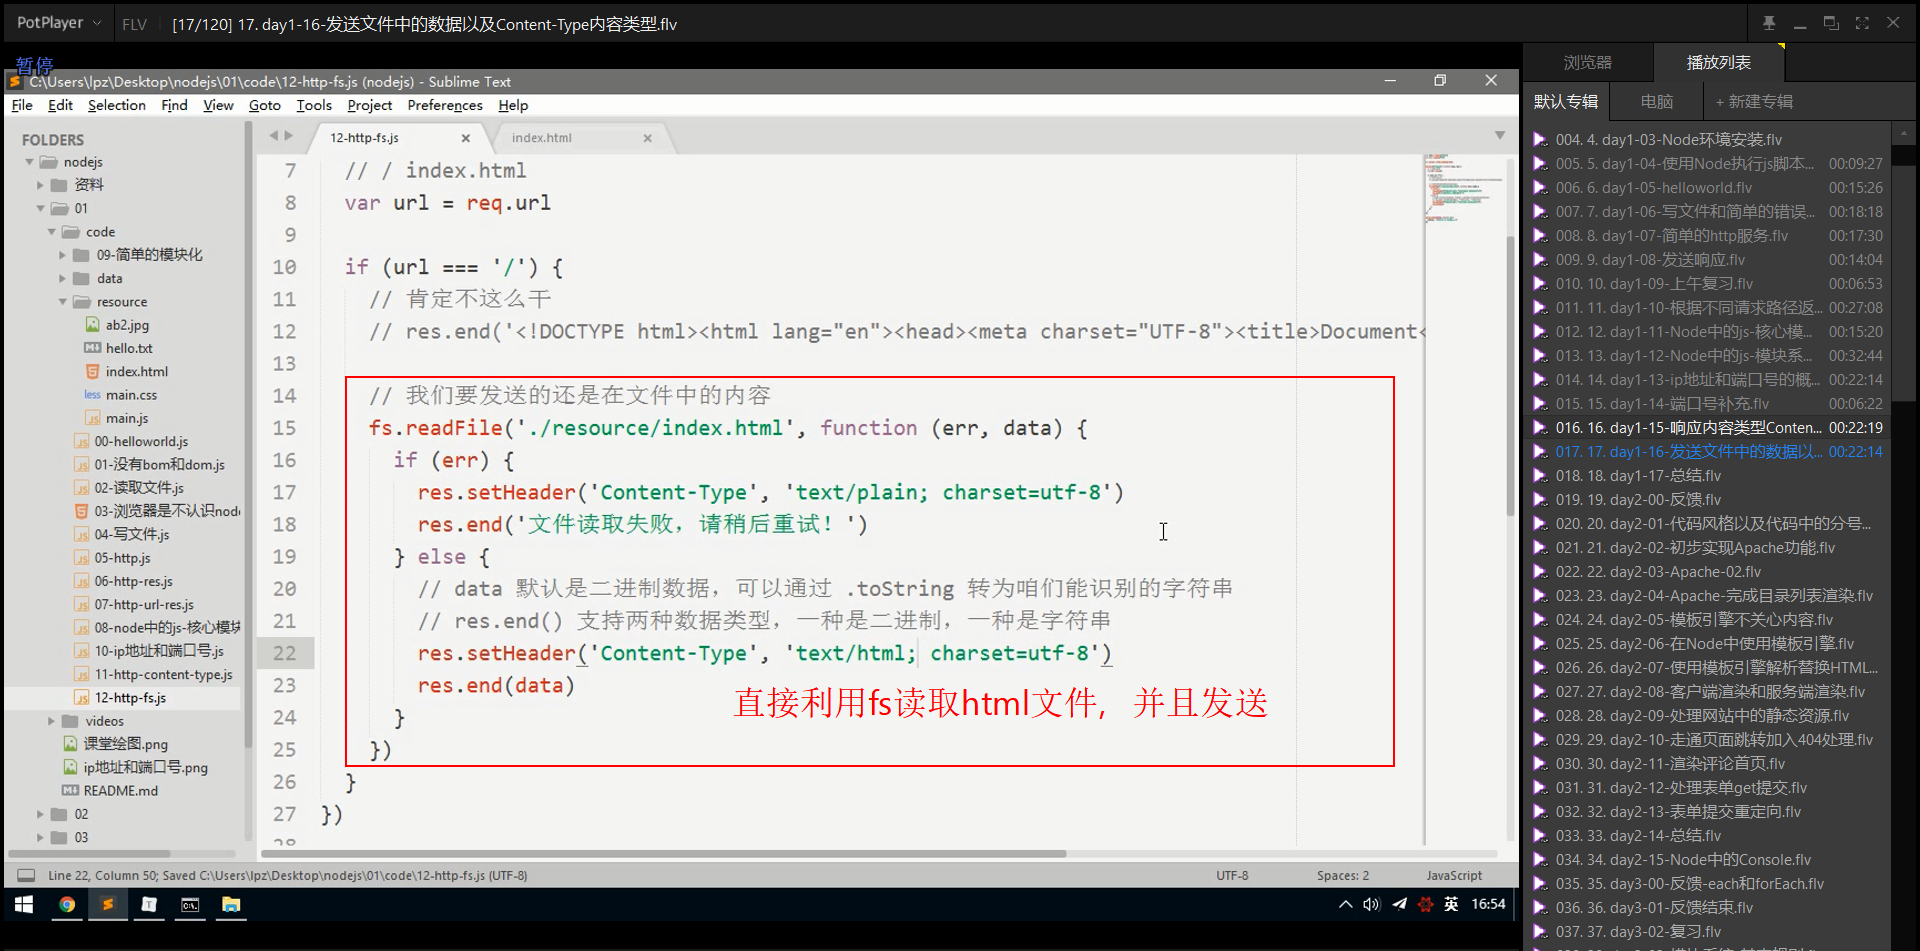 PotPlayer FLV [17/120] 17. day1-16-发送文件中的数据以及Content-Type内容类型.flv
暂停
C:\Users\lpz\Desktop\nodejs\01\code\12-http-fs.js (nodejs) - Sublime Text
File Edit Selection Find View Goto Tools Project Preferences Help
FOLDERS
nodejs
资料
01
code
09-简单的模块化
data
resource
ab2.jpg
hello.txt
index.html
less main.css
main.js
00-helloworld.js
01-没有bom和dom.js
02-读取文件.js
03-浏览器是不认识node
04-写文件.js
05-http.js
06-http-res.js
07-http-url-res.js
08-node中的js-核心模块
10-ip地址和端口号.js
11-http-content-type.js
12-http-fs.js
videos
课堂绘图.png
ip地址和端口号.png
README.md
02
03
12-http-fs.js index.html
7 // / index.html
8 var url = req.url
9
10 if (url === '/') {
11 // 肯定不这么干
12 // res.end('<!DOCTYPE html><html lang="en"><head><meta charset="UTF-8"><title>Document<
13
14 // 我们要发送的还是在文件中的内容
15 fs.readFile('./resource/index.html', function (err, data) {
16 if (err) {
17 res.setHeader('Content-Type', 'text/plain; charset=utf-8')
18 res.end('文件读取失败，请稍后重试！')
19 } else {
20 // data 默认是二进制数据，可以通过 .toString 转为咱们能识别的字符串
21 // res.end() 支持两种数据类型，一种是二进制，一种是字符串
22 res.setHeader('Content-Type', 'text/html; charset=utf-8')
23 res.end(data)
24 }
25 })
26 }
27 })
28
直接利用fs读取html文件，并且发送
Line 22, Column 50; Saved C:\Users\lpz\Desktop\nodejs\01\code\12-http-fs.js (UTF-8) UTF-8 Spaces: 2 JavaScript
英 16:54
浏览器 播放列表
默认专辑 电脑 + 新建专辑
004. 4. day1-03-Node环境安装.flv
005. 5. day1-04-使用Node执行js脚本... 00:09:27
006. 6. day1-05-helloworld.flv 00:15:26
007. 7. day1-06-写文件和简单的错误... 00:18:18
008. 8. day1-07-简单的http服务.flv 00:17:30
009. 9. day1-08-发送响应.flv 00:14:04
010. 10. day1-09-上午复习.flv 00:06:53
011. 11. day1-10-根据不同请求路径返... 00:27:08
012. 12. day1-11-Node中的js-核心模... 00:15:20
013. 13. day1-12-Node中的js-模块系... 00:32:44
014. 14. day1-13-ip地址和端口号的概... 00:22:14
015. 15. day1-14-端口号补充.flv 00:06:22
016. 16. day1-15-响应内容类型Conten... 00:22:19
017. 17. day1-16-发送文件中的数据以... 00:22:14
018. 18. day1-17-总结.flv
019. 19. day2-00-反馈.flv
020. 20. day2-01-代码风格以及代码中的分号...
021. 21. day2-02-初步实现Apache功能.flv
022. 22. day2-03-Apache-02.flv
023. 23. day2-04-Apache-完成目录列表渲染.flv
024. 24. day2-05-模板引擎不关心内容.flv
025. 25. day2-06-在Node中使用模板引擎.flv
026. 26. day2-07-使用模板引擎解析替换HTML...
027. 27. day2-08-客户端渲染和服务端渲染.flv
028. 28. day2-09-处理网站中的静态资源.flv
029. 29. day2-10-走通页面跳转加入404处理.flv
030. 30. day2-11-渲染评论首页.flv
031. 31. day2-12-处理表单get提交.flv
032. 32. day2-13-表单提交重定向.flv
033. 33. day2-14-总结.flv
034. 34. day2-15-Node中的Console.flv
035. 35. day3-00-反馈-each和forEach.flv
036. 36. day3-01-反馈结束.flv
037. 37. day3-02-复习.flv